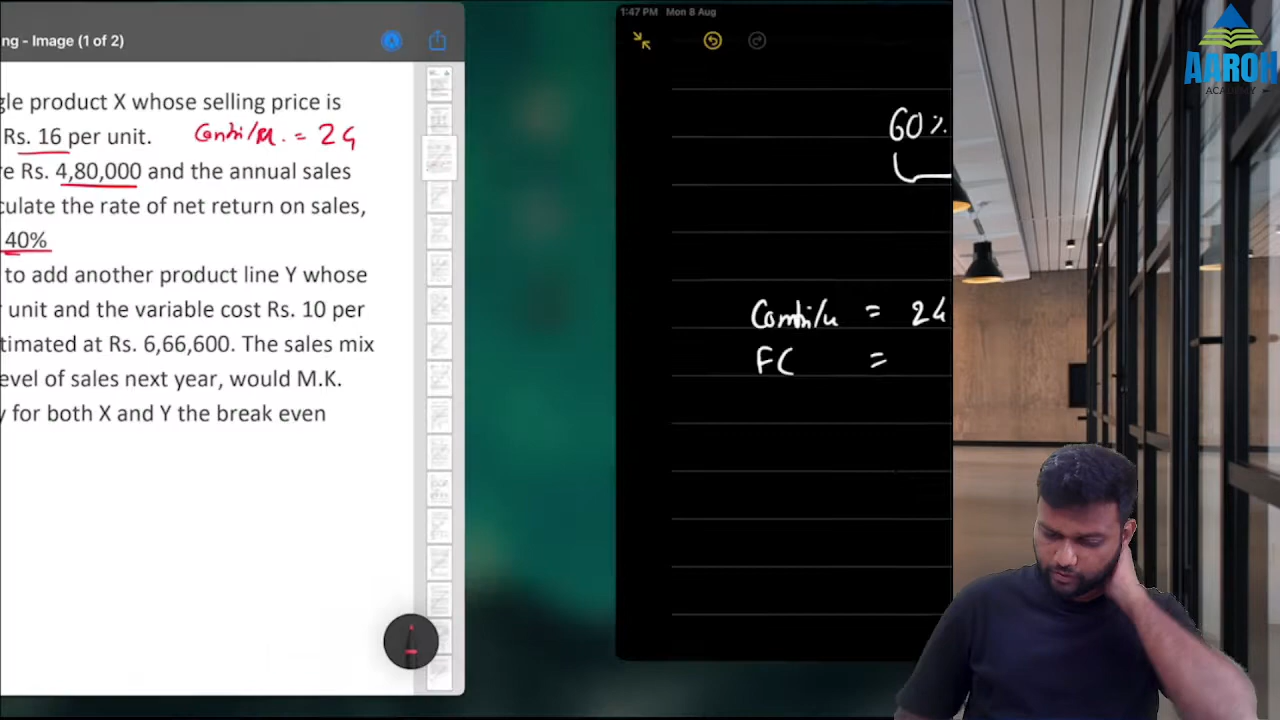 ng - Image (1 of 2)
gle product X whose selling price is
Rs. 16 per unit. Contri/u. = 24
re Rs. 4,80,000 and the annual sales
culate the rate of net return on sales,
40%
to add another product line Y whose
r unit and the variable cost Rs. 10 per
timated at Rs. 6,66,600. The sales mix
evel of sales next year, would M.K.
y for both X and Y the break even
1:47 PM Mon 8 Aug
60%.
Contri/u = 24
FC =
AAROH
ACADEMY